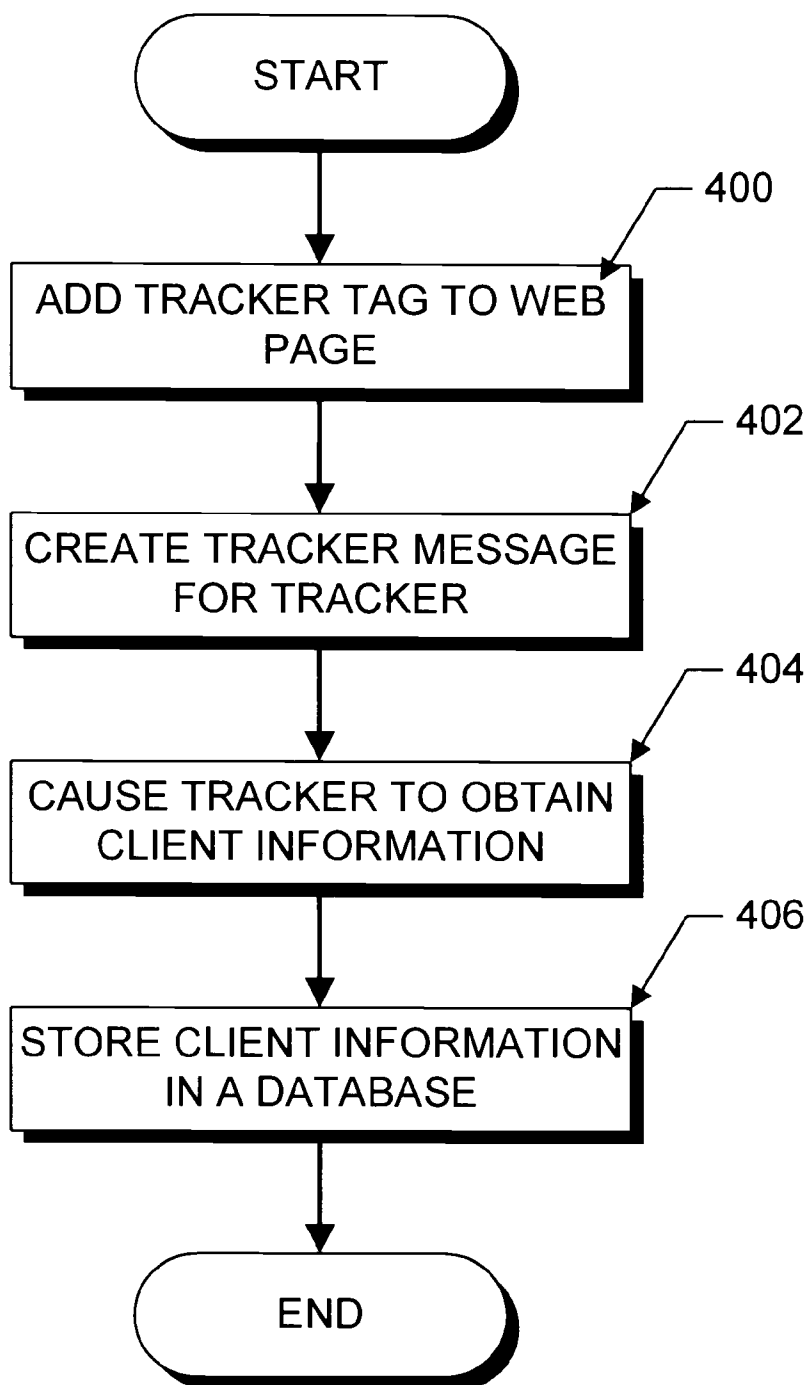 START
400
ADD TRACKER TAG TO WEB
PAGE
402
CREATE TRACKER MESSAGE
FOR TRACKER
404
CAUSE TRACKER TO OBTAIN
CLIENT INFORMATION
406
STORE CLIENT INFORMATION
IN A DATABASE
END